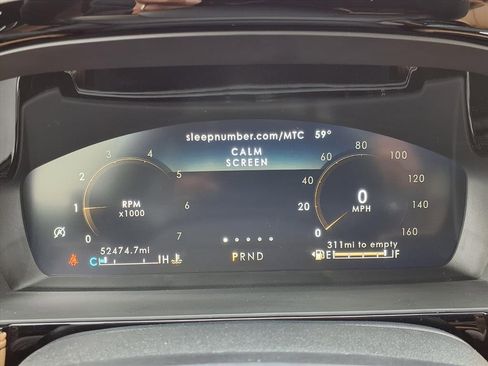 sleepnumber.com/MTC 59°
CALM
SCREEN
3 4
2 5
1 6
0 7
RPM
x1000
60 80 100
40 120
20 140
0 160
0
MPH
52474.7mi
C H
PRND
311mi to empty
E F